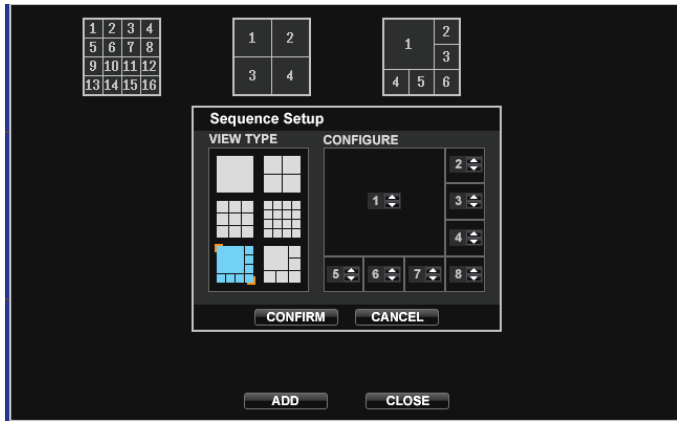 1 2 3 4
5 6 7 8
9 10 11 12
13 14 15 16
1 2
3 4
1 2
3
4 5 6
Sequence Setup
VIEW TYPE
CONFIGURE
1
2
3
4
5 6 7 8
CONFIRM
CANCEL
ADD
CLOSE